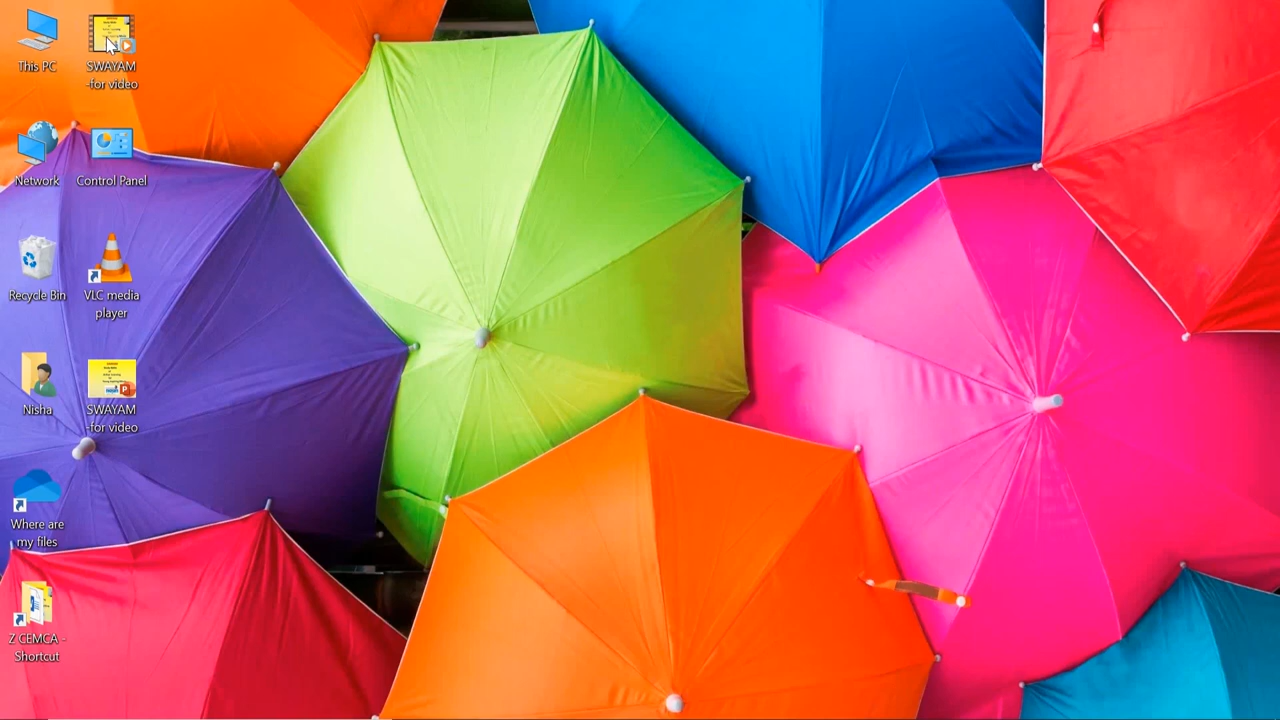 This PC
SWAYAM
-for video
Network
Control Panel
Recycle Bin
VLC media
player
Nisha
SWAYAM
-for video
Where are
my files
Z CEMCA -
Shortcut